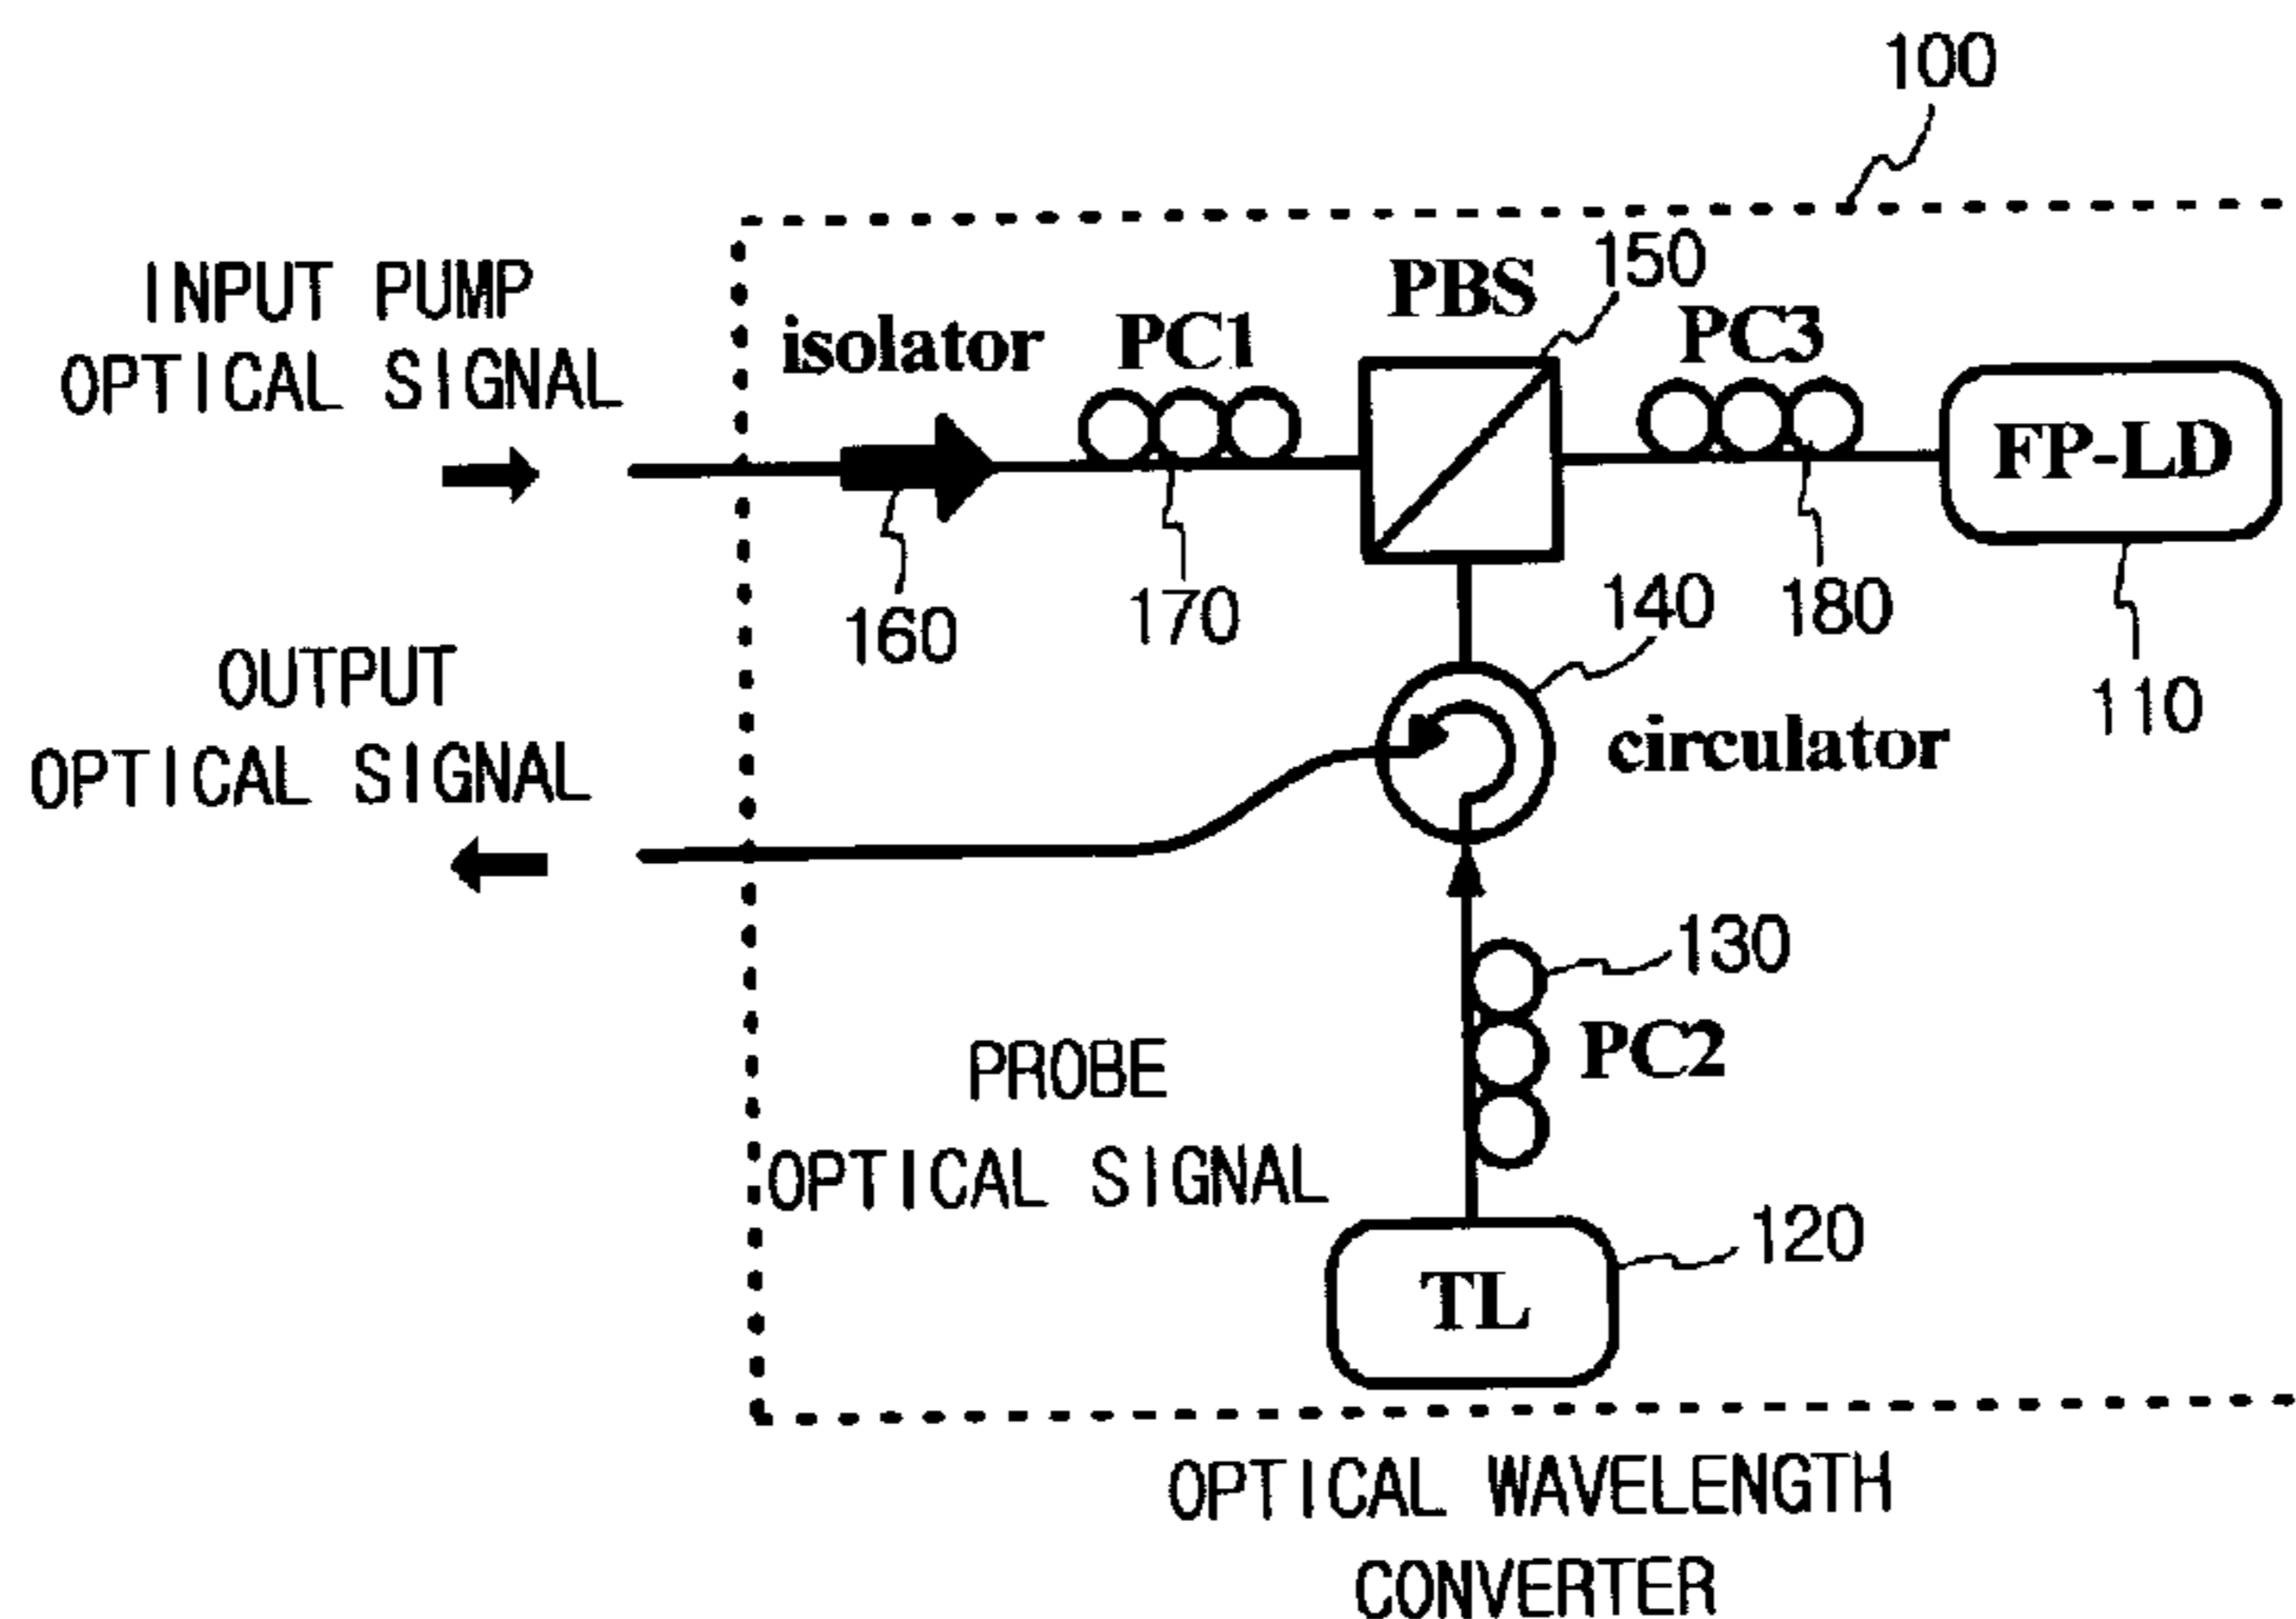 100
INPUT PUMP
OPTICAL SIGNAL
isolator
PC1
PBS
150
PC3
FP-LD
160
170
140
180
110
OUTPUT
OPTICAL SIGNAL
circulator
130
PC2
PROBE
OPTICAL SIGNAL
120
TL
OPTICAL WAVELENGTH
CONVERTER